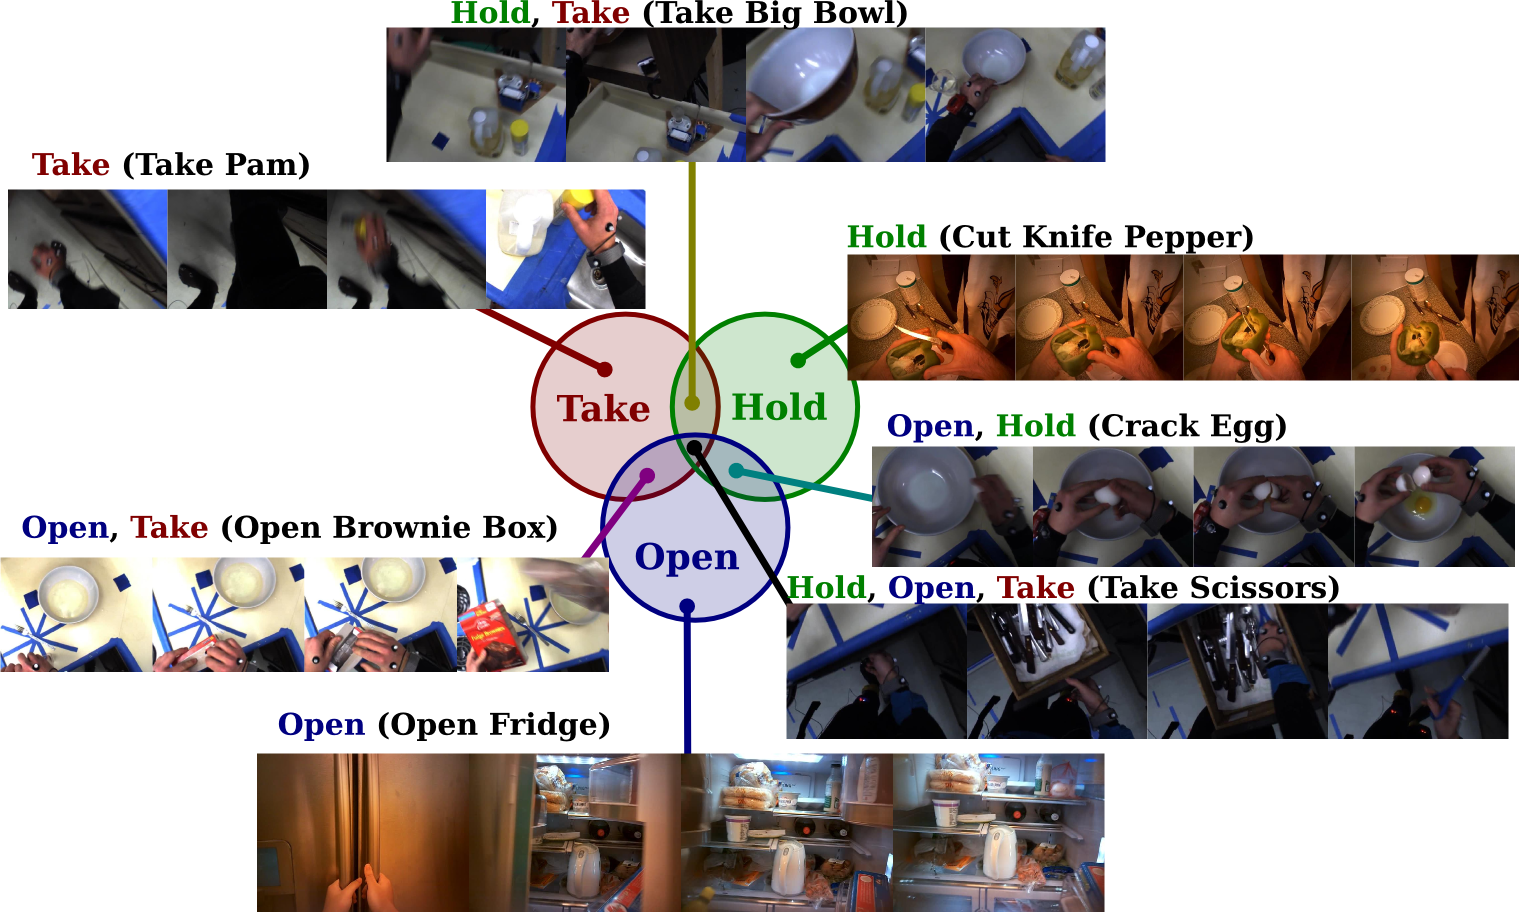 Hold, Take (Take Big Bowl)
Take (Take Pam)
Hold (Cut Knife Pepper)
Take
Hold
Open, Hold (Crack Egg)
Open, Take (Open Brownie Box)
Open
Hold, Open, Take (Take Scissors)
Open (Open Fridge)